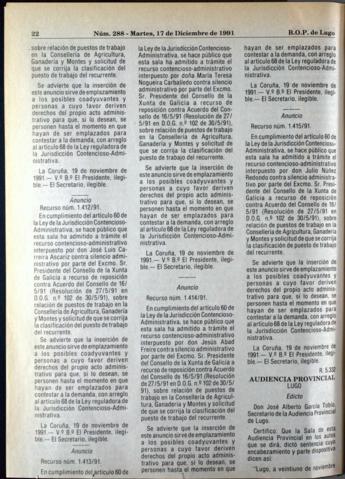 22 Núm. 288 - Martes, 17 de Diciembre de 1991 B.O.P. de Lugo
sobre relación de puestos de trabajo
en la Consellería de Agricultura,
Ganadería y Montes y solicitud de
que se corrija la clasificación del
puesto de trabajo del recurrente.
Se advierte que la inserción de
este anuncio sirve de emplazamiento
a los posibles coadyuvantes y
personas a cuyo favor deriven
derechos del propio acto adminis-
trativo para que, si lo desean, se
personen hasta el momento en que
hayan de ser emplazados para
contestar a la demanda, con arreglo
al artículo 68 de la Ley reguladora de
la Jurisdicción Contencioso-Admi-
nistrativa.
La Coruña, 19 de noviembre de
1991.— V.º B.º El Presidente, ilegi-
ble.— El Secretario, ilegible.
Anuncio
Recurso núm. 1.412/91.
En cumplimiento del artículo 60 de
la Ley de la Jurisdicción Contencioso-
Administrativa, se hace público que
esta sala ha admitido a trámite el
recurso contencioso-administrativo
interpuesto por don José Luis Ca-
rreira Ascariz contra silencio admi-
nistrativo por parte del Excmo. Sr.
Presidente del Consello de la Xunta
de Galicia a recurso de reposición
contra Acuerdo del Consello de 16/
5/91 (Resolución de 27/5/91 en
D.O.G. n.º 102 de 30/5/91), sobre
relación de puestos de trabajo en la
Consellería de Agricultura, Ganadería
y Montes y solicitud de que se corrija
la clasificación del puesto de trabajo
del recurrente.
Se advierte que la inserción de
este anuncio sirve de emplazamiento
a los posibles coadyuvantes y
personas a cuyo favor deriven
derechos del propio acto adminis-
trativo para que, si lo desean, se
personen hasta el momento en que
hayan de ser emplazados para
contestar a la demanda, con arreglo
al artículo 68 de la Ley reguladora de
la Jurisdicción Contencioso-Admi-
nistrativa.
La Coruña, 19 de noviembre de
1991.— V.º B.º El Presidente, ilegi-
ble.— El Secretario, ilegible.
Anuncio
Recurso núm. 1.413/91.
En cumplimiento del artículo 60 de
la Ley de la Jurisdicción Contencioso-
Administrativa, se hace público que
esta sala ha admitido a trámite el
recurso contencioso-administrativo
interpuesto por doña María Teresa
Nogueira Carballedo contra silencio
administrativo por parte del Excmo.
Sr. Presidente del Consello de la
Xunta de Galicia a recurso de
reposición contra Acuerdo del Con-
sello de 16/5/91 (Resolución de 27/
5/91 en D.O.G. n.º 102 de 30/5/91),
sobre relación de puestos de trabajo
en la Consellería de Agricultura,
Ganadería y Montes y solicitud de
que se corrija la clasificación del
puesto de trabajo del recurrente.
Se advierte que la inserción de
este anuncio sirve de emplazamiento
a los posibles coadyuvantes y
personas a cuyo favor deriven
derechos del propio acto adminis-
trativo para que, si lo desean, se
personen hasta el momento en que
hayan de ser emplazados para
contestar a la demanda, con arreglo
al artículo 68 de la Ley reguladora de
la Jurisdicción Contencioso-Admi-
nistrativa.
La Coruña, 19 de noviembre de
1991.— V.º B.º El Presidente, ilegi-
ble.— El Secretario, ilegible.
Anuncio
Recurso núm. 1.414/91.
En cumplimiento del artículo 60 de
la Ley de la Jurisdicción Contencioso-
Administrativa, se hace público que
esta sala ha admitido a trámite el
recurso contencioso-administrativo
interpuesto por don Jesús Abad
Freire contra silencio administrativo
por parte del Excmo. Sr. Presidente
del Consello de la Xunta de Galicia a
recurso de reposición contra Acuerdo
del Consello de 16/5/91 (Resolución
de 27/5/91 en D.O.G. n.º 102 de 30/5/
91), sobre relación de puestos de
trabajo en la Consellería de Agricul-
tura, Ganadería y Montes y solicitud
de que se corrija la clasificación del
puesto de trabajo del recurrente.
Se advierte que la inserción de
este anuncio sirve de emplazamiento
a los posibles coadyuvantes y
personas a cuyo favor deriven
derechos del propio acto adminis-
trativo para que, si lo desean, se
personen hasta el momento en que
hayan de ser emplazados para
contestar a la demanda, con arreglo
al artículo 68 de la Ley reguladora de
la Jurisdicción Contencioso-Admi-
nistrativa.
La Coruña, 19 de noviembre de
1991.— V.º B.º El Presidente, ilegi-
ble.— El Secretario, ilegible.
Anuncio
Recurso núm. 1.415/91.
En cumplimiento del artículo 60 de
la Ley de la Jurisdicción Contencioso-
Administrativa, se hace público que
esta sala ha admitido a trámite el
recurso contencioso-administrativo
interpuesto por don Julio Núñez
Redondo contra silencio administra-
tivo por parte del Excmo. Sr. Presi-
dente del Consello de la Xunta de
Galicia a recurso de reposición
contra Acuerdo del Consello de 16/
5/91 (Resolución de 27/5/91 en
D.O.G. n.º 102 de 30/5/91), sobre
relación de puestos de trabajo en la
Consellería de Agricultura, Ganadería
y Montes y solicitud de que se corrija
la clasificación de puesto de trabajo
del recurrente.
Se advierte que la inserción de
este anuncio sirve de emplazamiento
a los posibles coadyuvantes y
personas a cuyo favor deriven
derechos del propio acto adminis-
trativo para que, si lo desean, se
personen hasta el momento en que
hayan de ser emplazados para
contestar a la demanda, con arreglo
al artículo 68 de la Ley reguladora de
la Jurisdicción Contencioso-Admi-
nistrativa.
La Coruña, 19 de noviembre de
1991.— V.º B.º El Presidente, ilegi-
ble.— El Secretario, ilegible.
R. 5.332
AUDIENCIA PROVINCIAL
LUGO
Edicto
Don José Alberto García Tobío,
Secretario de la Audiencia Provincial
de Lugo.
Certifico: Que la Sala de esta
Audiencia Provincial en los autos
que se dirá, dictó sentencia cuyo
encabezamiento y parte dispositiva
dicen así:
"Lugo, a veintiuno de noviembre